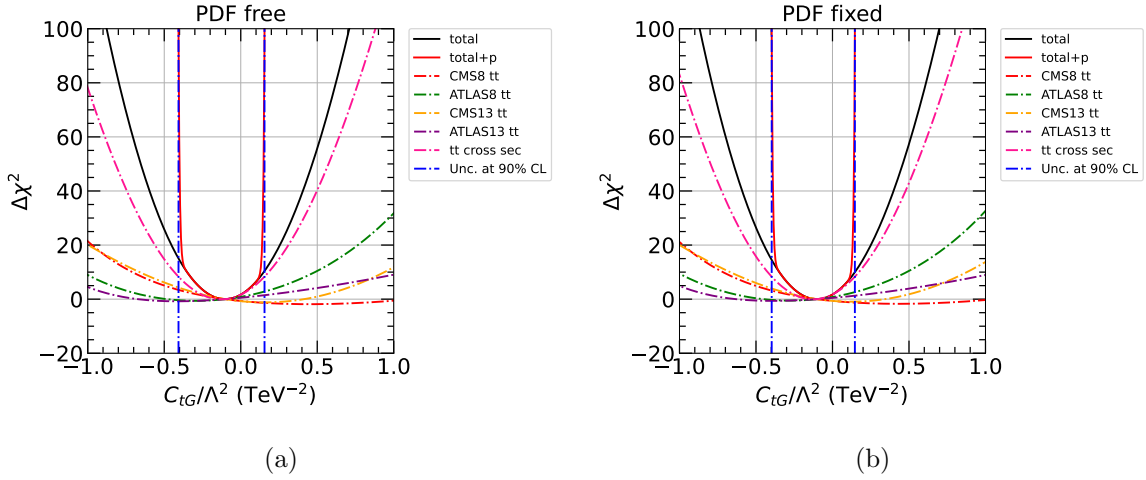 PDF free
100
80
60
40
20
0
−20
Δχ²
−1.0 −0.5 0.0 0.5 1.0
C_{tG}/Λ² (TeV⁻²)
total
total+p
CMS8 tt
ATLAS8 tt
CMS13 tt
ATLAS13 tt
tt cross sec
Unc. at 90% CL
(a)
PDF fixed
100
80
60
40
20
0
−20
Δχ²
−1.0 −0.5 0.0 0.5 1.0
C_{tG}/Λ² (TeV⁻²)
total
total+p
CMS8 tt
ATLAS8 tt
CMS13 tt
ATLAS13 tt
tt cross sec
Unc. at 90% CL
(b)